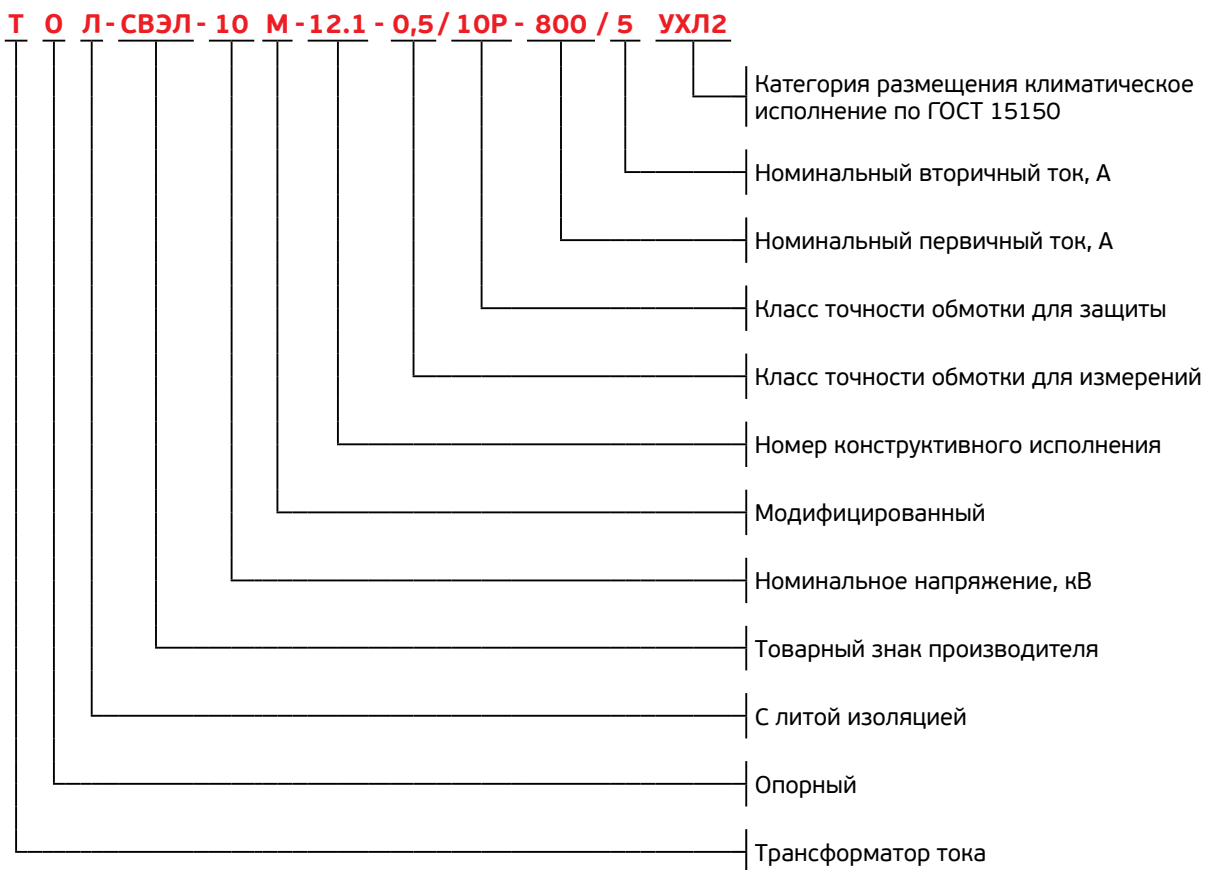 Т О Л - СВЭЛ - 10 М - 12.1 - 0,5 / 10Р - 800 / 5 УХЛ2
Категория размещения климатическое
исполнение по ГОСТ 15150
Номинальный вторичный ток, А
Номинальный первичный ток, А
Класс точности обмотки для защиты
Класс точности обмотки для измерений
Номер конструктивного исполнения
Модифицированный
Номинальное напряжение, кВ
Товарный знак производителя
С литой изоляцией
Опорный
Трансформатор тока